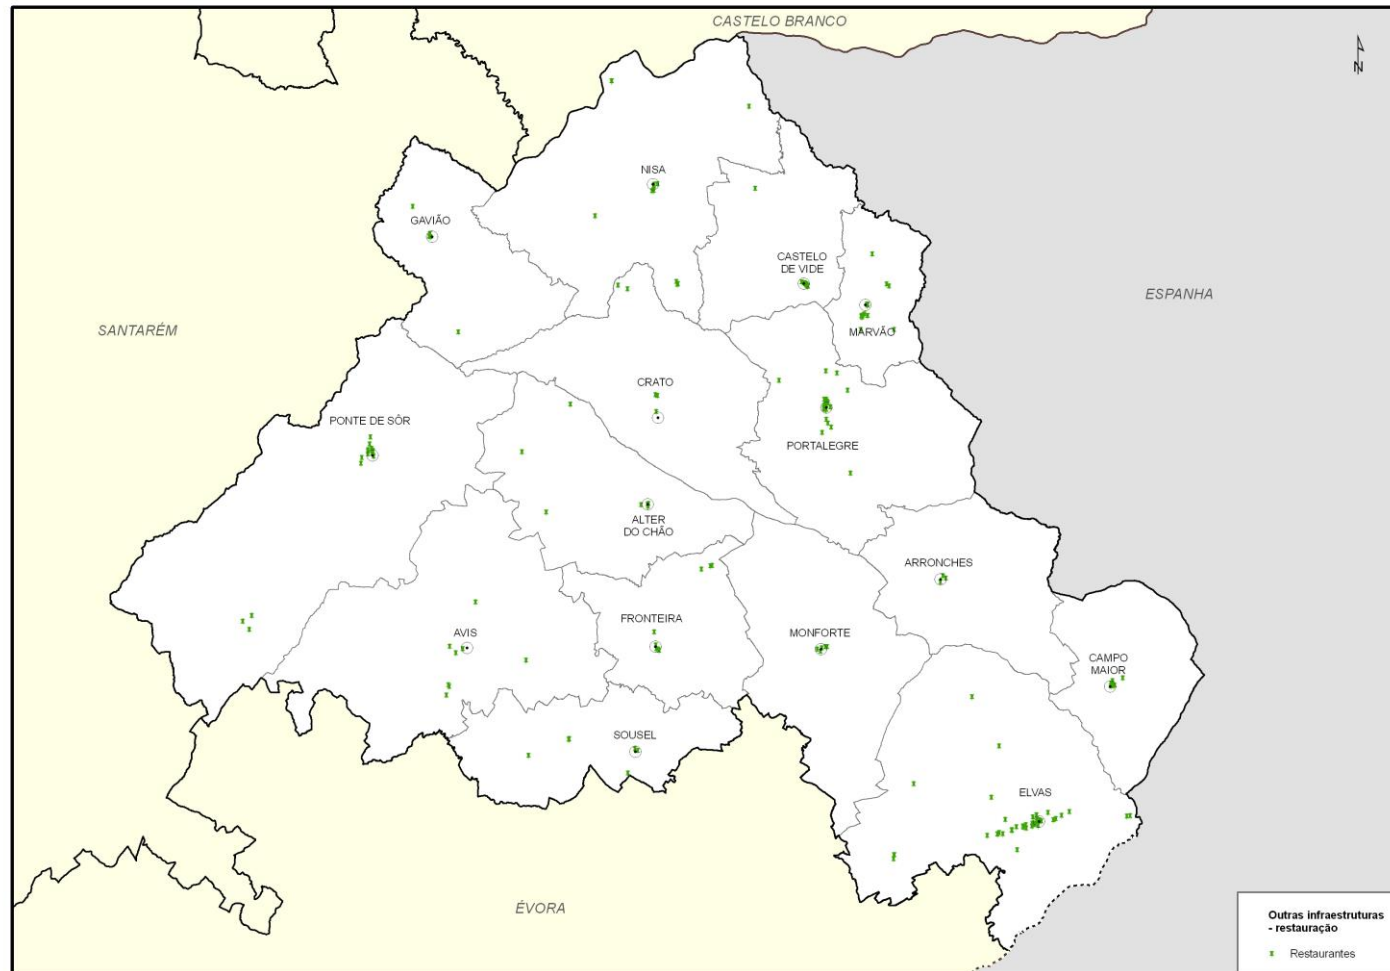 CASTELO BRANCO
N
NISA
GAVIÃO
CASTELO
DE VIDE
ESPANHA
SANTARÉM
MARVÃO
CRATO
PONTE DE SÔR
PORTALEGRE
ALTER
DO CHÃO
ARRONCHES
FRONTEIRA
AVIS
MONFORTE
CAMPO
MAIOR
SOUSEL
ELVAS
ÉVORA
Outras infraestruturas
- restauração
Restaurantes